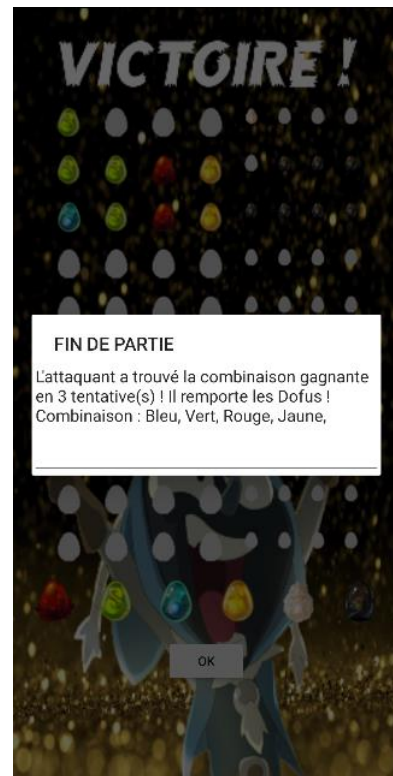 VICTOIRE !
FIN DE PARTIE
L'attaquant a trouvé la combinaison gagnante
en 3 tentative(s) ! Il remporte les Dofus !
Combinaison : Bleu, Vert, Rouge, Jaune,
OK